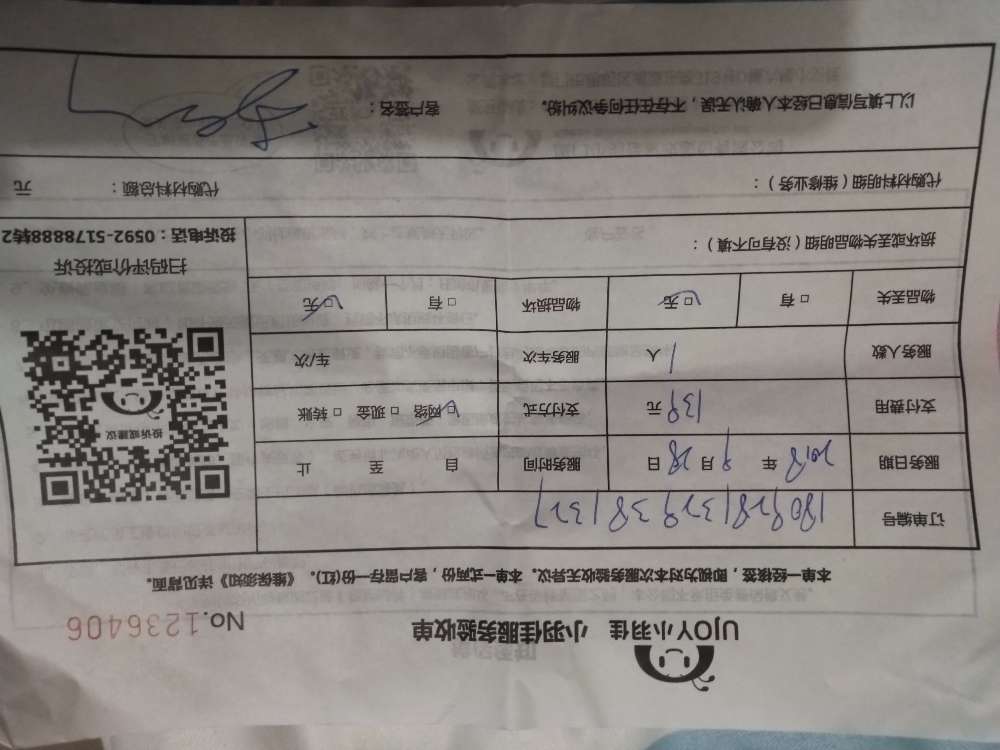 UJOY小羽佳 小羽佳服务验收单 No.1236406
本单一经核签，即视为对本次服务验收无异议。本单一式两份，客户留存一份(红)。《维保须知》详见背面。
订单编号 1809281379381377
服务日期 2018 年 9 月 28 日 服务时间 自 至 止
支付费用 138 元 支付方式 ☑网络 □现金 □转账
服务人数 1 人 服务车次 车/次
物品丢失 □有 ☑无 物品损坏 □有 ☑无
投诉或建议
扫码评价或投诉
投诉电话：0592-5178888转2
损坏或丢失物品明细（没有可不填）：
代购材料明细（维修业务）： 代购材料总额： 元
以上填写信息已经本人确认无误，不存在任何争议纠纷。 客户签名：